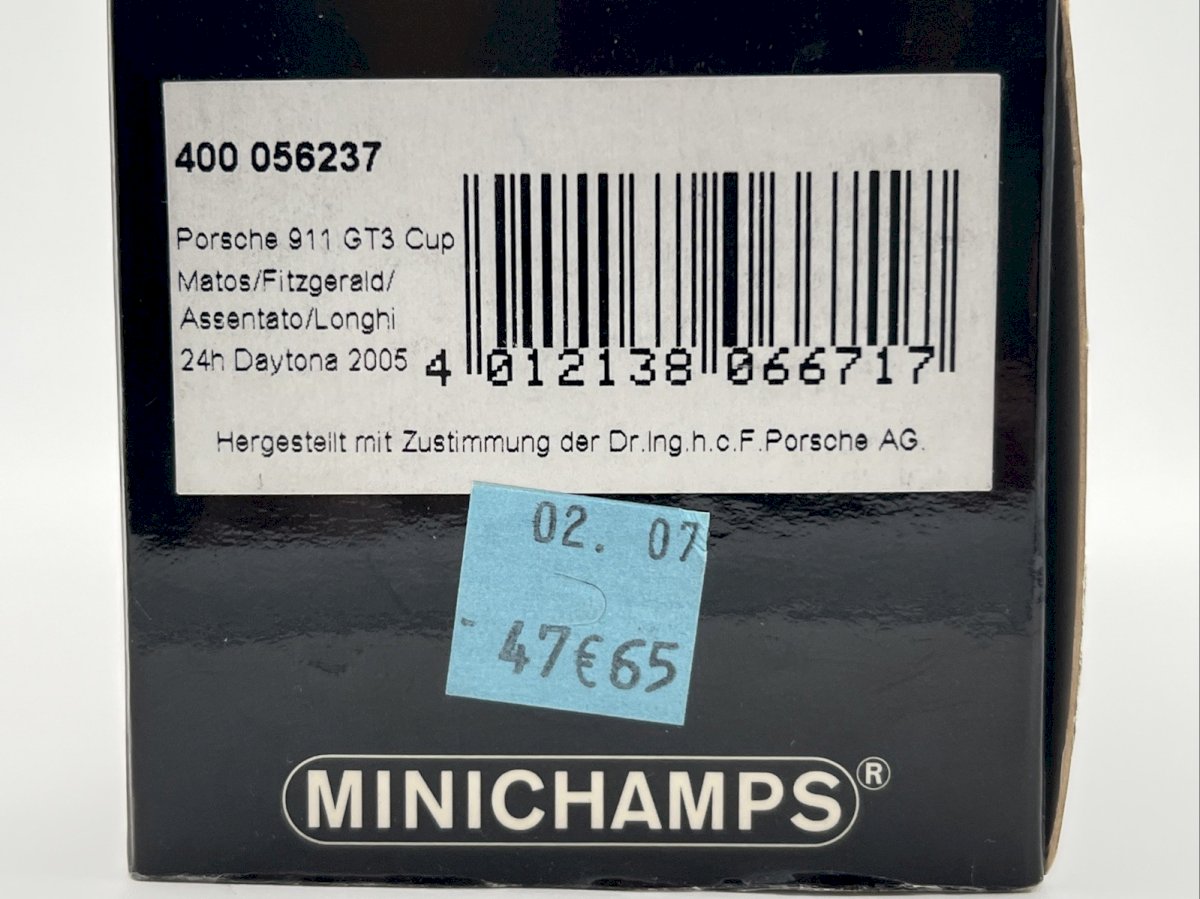 400 056237
Porsche 911 GT3 Cup
Matos/Fitzgerald/
Assentato/Longhi
24h Daytona 2005
4 012138 066717
Hergestellt mit Zustimmung der Dr.Ing.h.c.F.Porsche AG.
02. 07
47€65
MINICHAMPS®